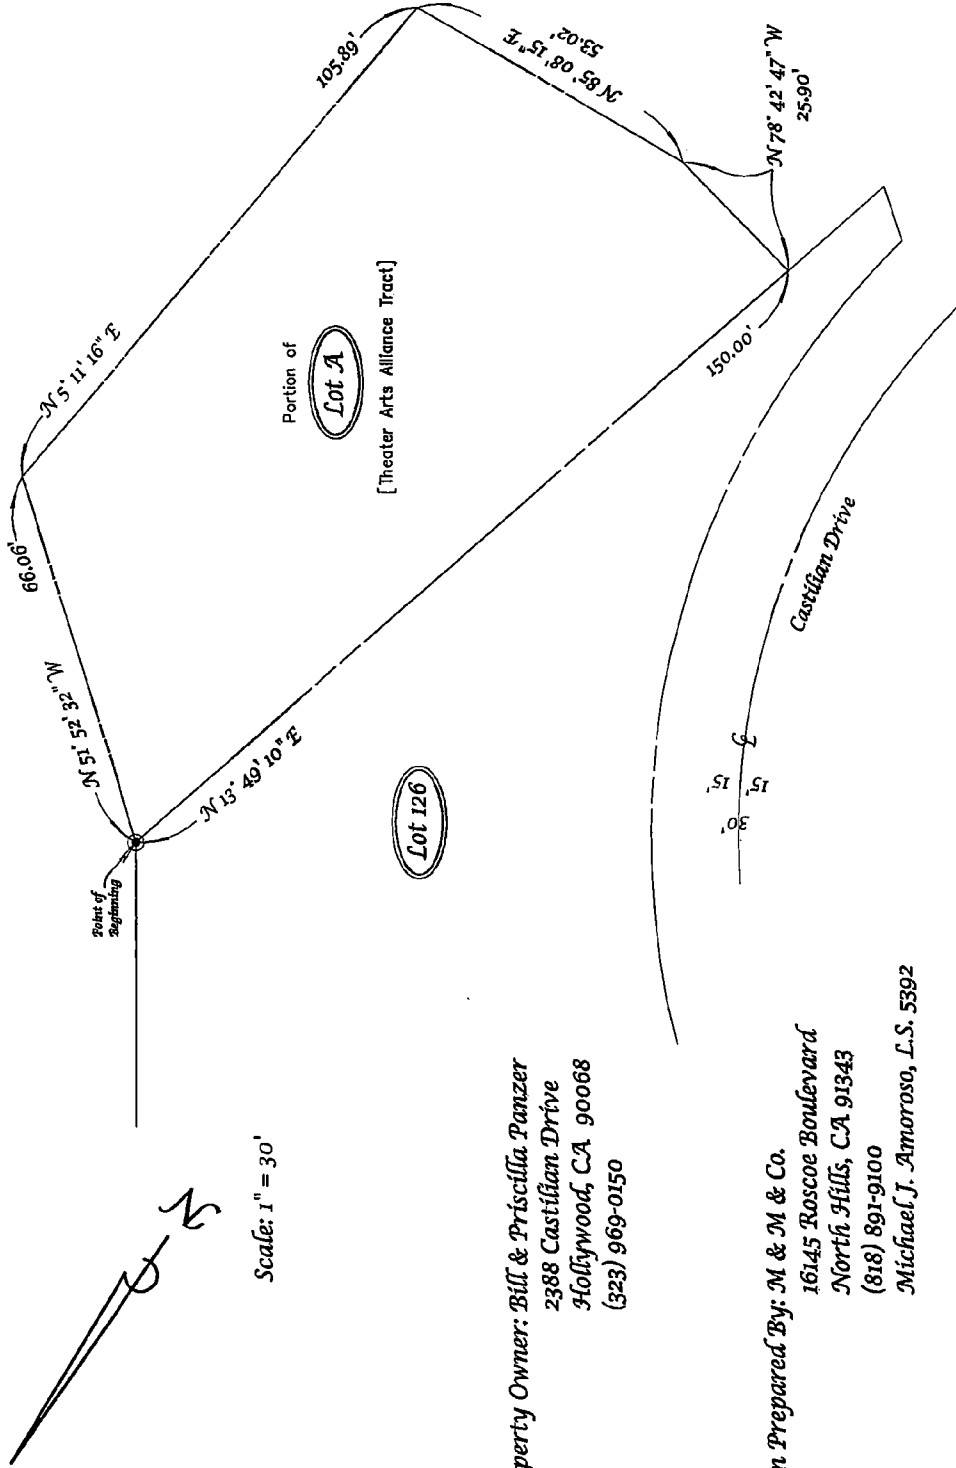 105.89'
N 85° 08' 15" E
53.02'
N 78° 42' 47" W
25.90'
N 5° 11' 16" E
66.06'
Portion of
Lot A
[Theater Arts Alliance Tract]
150.00'
N 51° 52' 32" W
N 13° 49' 10" E
Point of
Beginning
Lot 126
Castilian Drive
15' 15'
30'
N
Scale: 1" = 30'
perty Owner: Bill & Priscilla Panzer
2388 Castilian Drive
Hollywood, CA 90068
(323) 969-0150
n Prepared By: M & M & Co.
16145 Roscoe Boulevard
North Hills, CA 91343
(818) 891-9100
Michael J. Amoroso, L.S. 5392